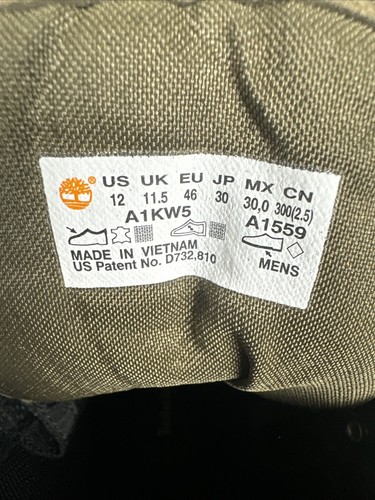 US UK EU JP MX CN
12 11.5 46 30 30.0 300(2.5)
A1KW5 A1559
MADE IN VIETNAM
US Patent No. D732.810 MENS